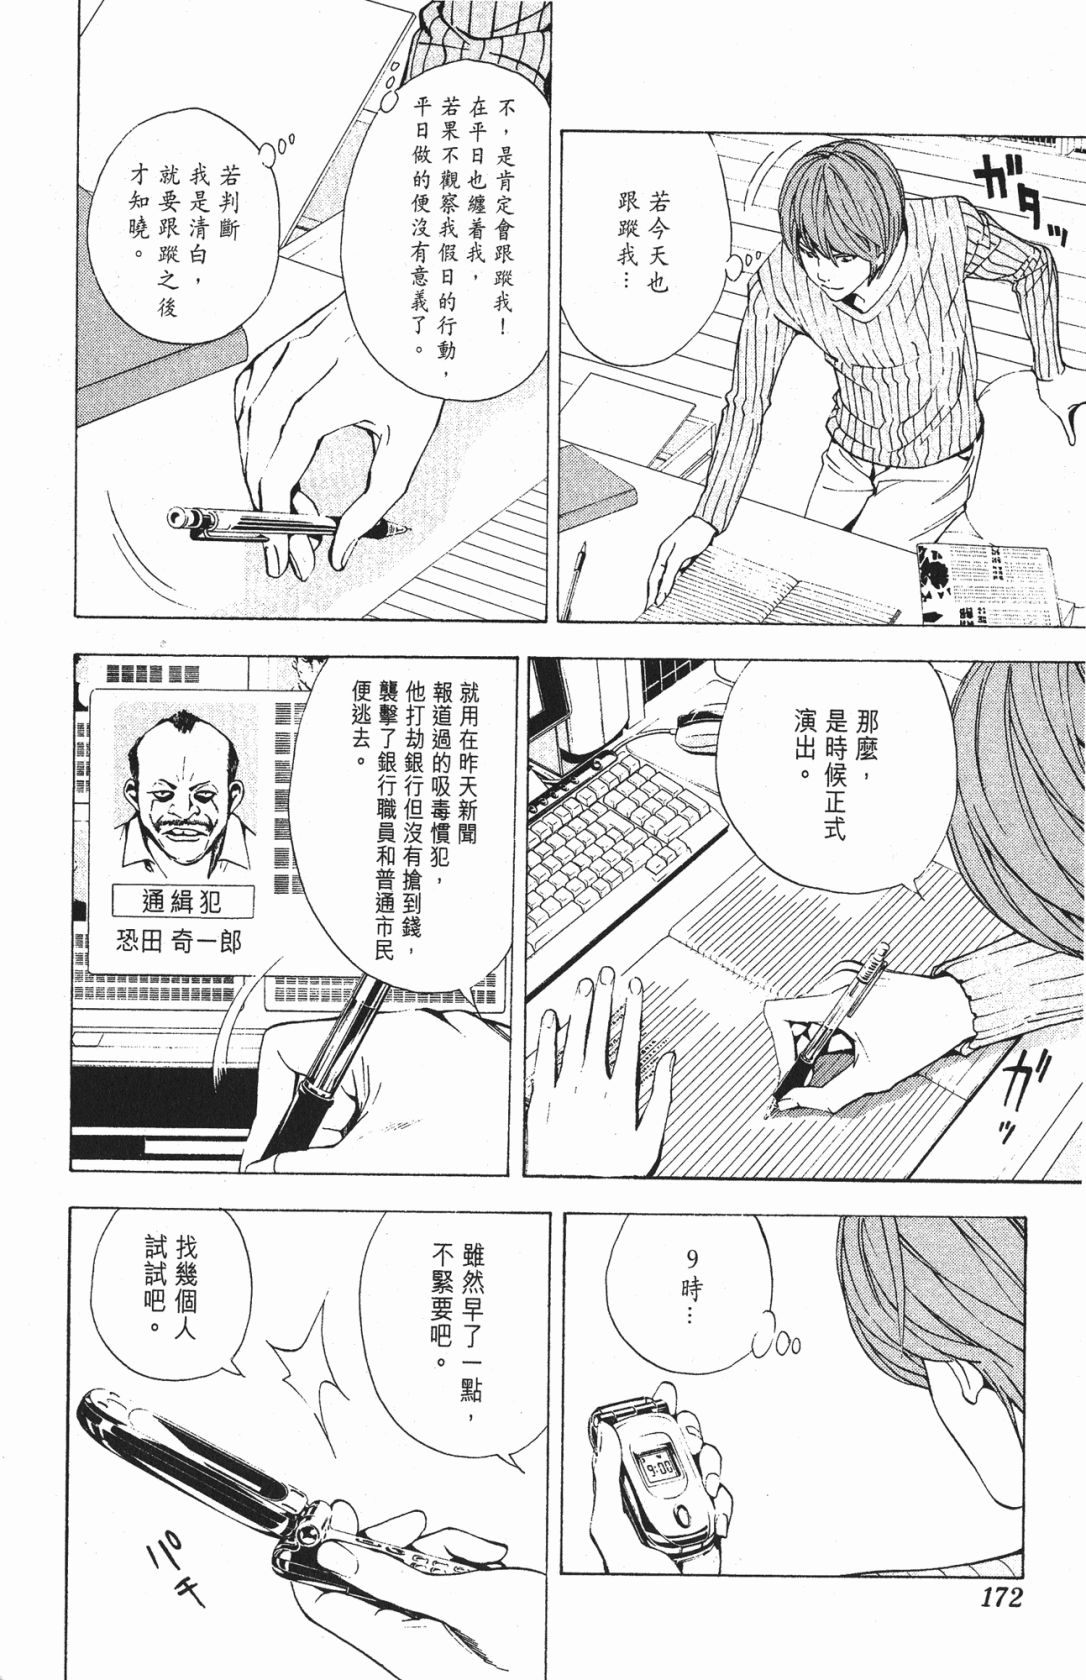 ガタッ
若今天也
跟蹤我…
不，是肯定會跟蹤我！
在平日也纏着我，
若果不觀察我假日的行動，
平日做的便沒有意義了。
若判斷
我是清白，
就要跟蹤之後
才知曉。
那麼，
是時候正式
演出。
ガッ
就用在昨天新聞
報道過的吸毒慣犯，
他打劫銀行但沒有搶到錢，
襲擊了銀行職員和普通市民
便逃去。
通緝犯
恐田 奇一郎
9時…
9:00
雖然早了一點，
不緊要吧。
找幾個人
試試吧。
パチ
172